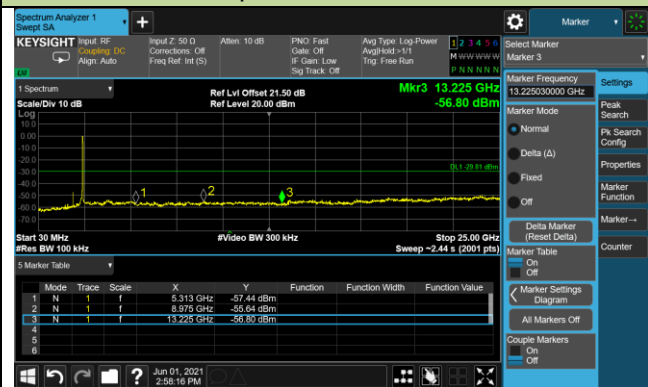 Spectrum Analyzer 1
Swept SA
Marker
KEYSIGHT
Input: RF
Coupling: DC
Align: Auto
Input Z: 50 Ω
Corrections: Off
Freq Ref: Int (S)
Atten: 10 dB
PNO: Fast
Gate: Off
IF Gain: Low
Sig Track: Off
Avg Type: Log-Power
Avg|Hold:>1/1
Trig: Free Run
1 2 3 4 5 6
M W W W W W
P N N N N N
Select Marker
Marker 3
1 Spectrum
Scale/Div 10 dB
Log
Ref Lvl Offset 21.50 dB
Ref Level 20.00 dBm
Mkr3 13.225 GHz
-56.80 dBm
10.0
0.00
-10.0
-20.0
-30.0
-40.0
-50.0
-60.0
-70.0
DL1 -29.81 dBm
1
2
3
Start 30 MHz
#Res BW 100 kHz
#Video BW 300 kHz
Stop 25.00 GHz
Sweep ~2.44 s (2001 pts)
5 Marker Table
Mode Trace Scale X Y Function Function Width Function Value
1 N 1 f 5.313 GHz -57.44 dBm
2 N 1 f 8.975 GHz -55.64 dBm
3 N 1 f 13.225 GHz -56.80 dBm
4
5
6
Marker Frequency
13.225030000 GHz
Marker Mode
Normal
Delta (Δ)
Fixed
Off
Delta Marker
(Reset Delta)
Marker Table
On
Off
Marker Settings
Diagram
All Markers Off
Couple Markers
On
Off
Settings
Peak
Search
Pk Search
Config
Properties
Marker
Function
Marker→
Counter
?
Jun 01, 2021
2:58:16 PM